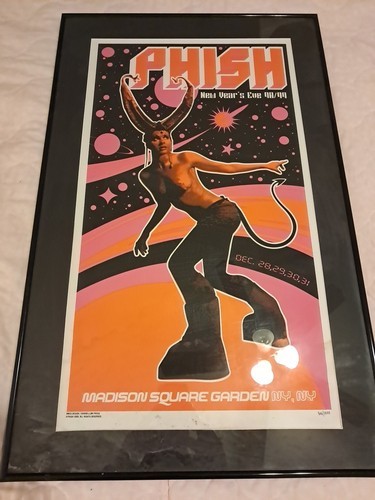 PHISH
New Year's Eve 98/99
DEC. 28,29,30,31
MADISON SQUARE GARDEN NY, NY